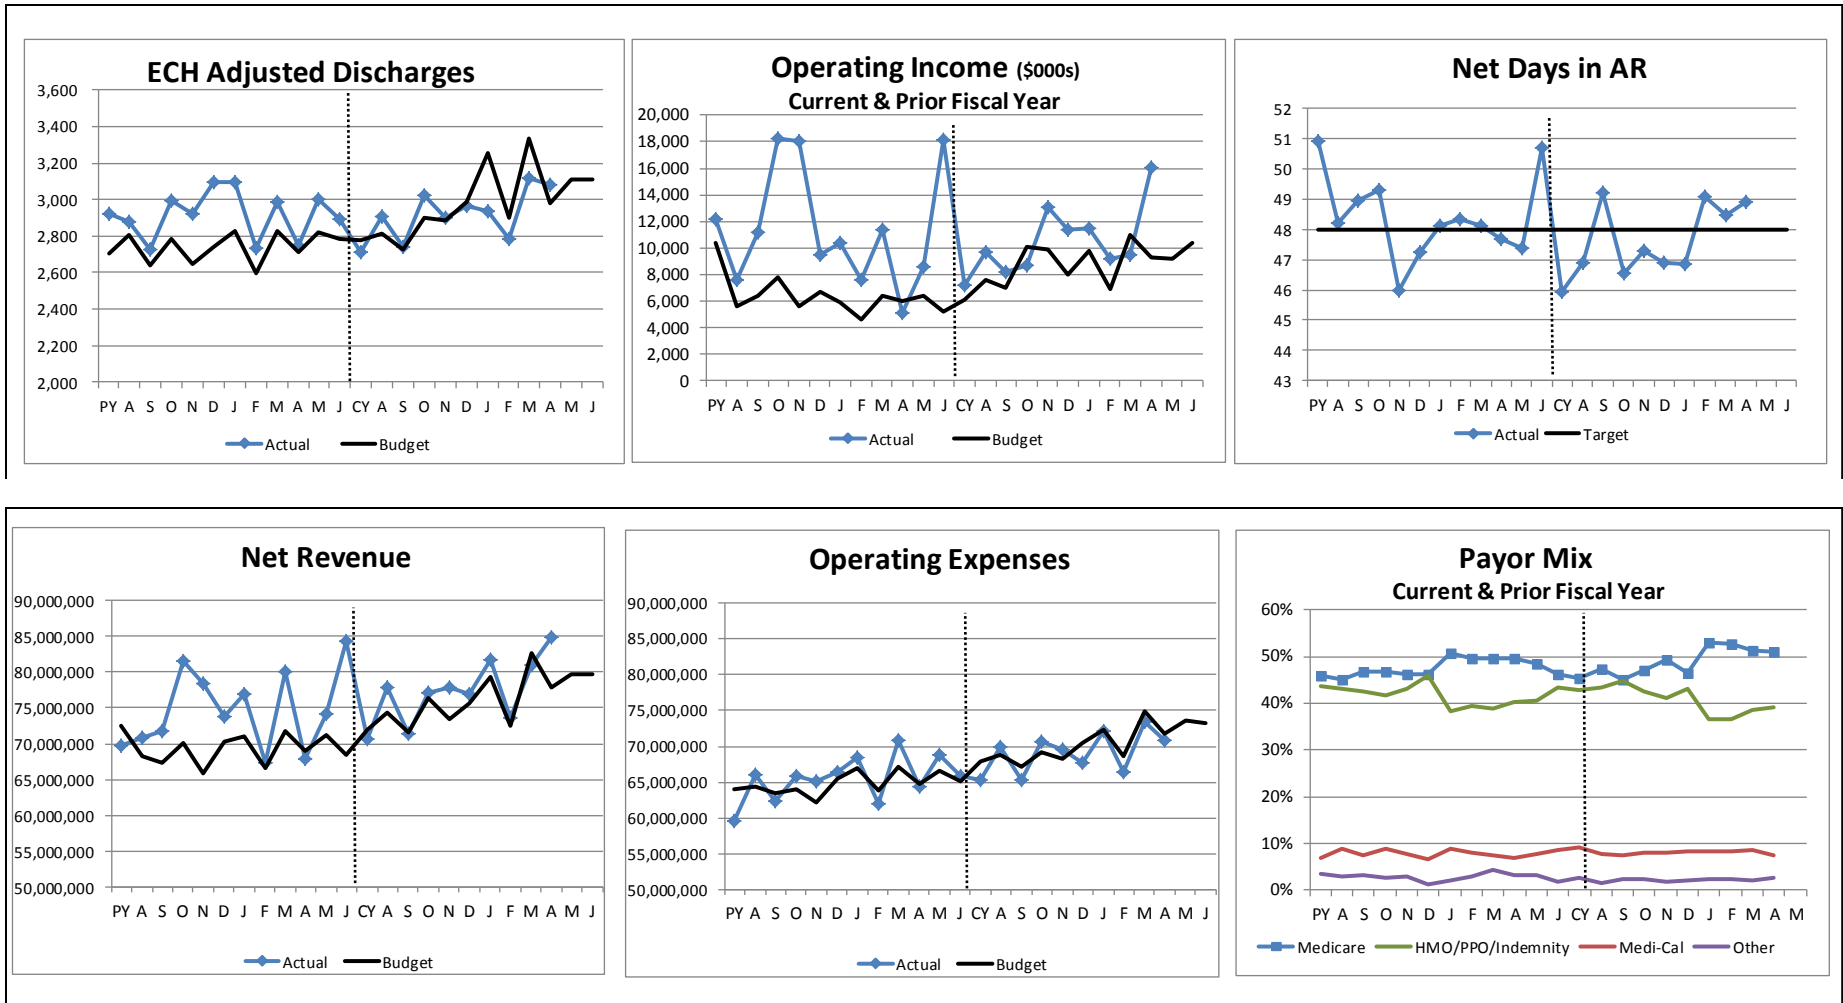 ECH Adjusted Discharges
3,600
3,400
3,200
3,000
2,800
2,600
2,400
2,200
2,000
PY A S O N D J F M A M J CY A S O N D J F M A M J
Actual Budget
Operating Income ($000s)
Current & Prior Fiscal Year
20,000
18,000
16,000
14,000
12,000
10,000
8,000
6,000
4,000
2,000
0
PY A S O N D J F M A M J CY A S O N D J F M A M J
Actual Budget
Net Days in AR
52
51
50
49
48
47
46
45
44
43
PY A S O N D J F M A M J CY A S O N D J F M A M J
Actual Target
Net Revenue
90,000,000
85,000,000
80,000,000
75,000,000
70,000,000
65,000,000
60,000,000
55,000,000
50,000,000
PY A S O N D J F M A M J CY A S O N D J F M A M J
Actual Budget
Operating Expenses
90,000,000
85,000,000
80,000,000
75,000,000
70,000,000
65,000,000
60,000,000
55,000,000
50,000,000
PY A S O N D J F M A M J CY A S O N D J F M A M J
Actual Budget
Payor Mix
Current & Prior Fiscal Year
60%
50%
40%
30%
20%
10%
0%
PY A S O N D J F M A M J CY A S O N D J F M A M
Medicare HMO/PPO/Indemnity Medi-Cal Other